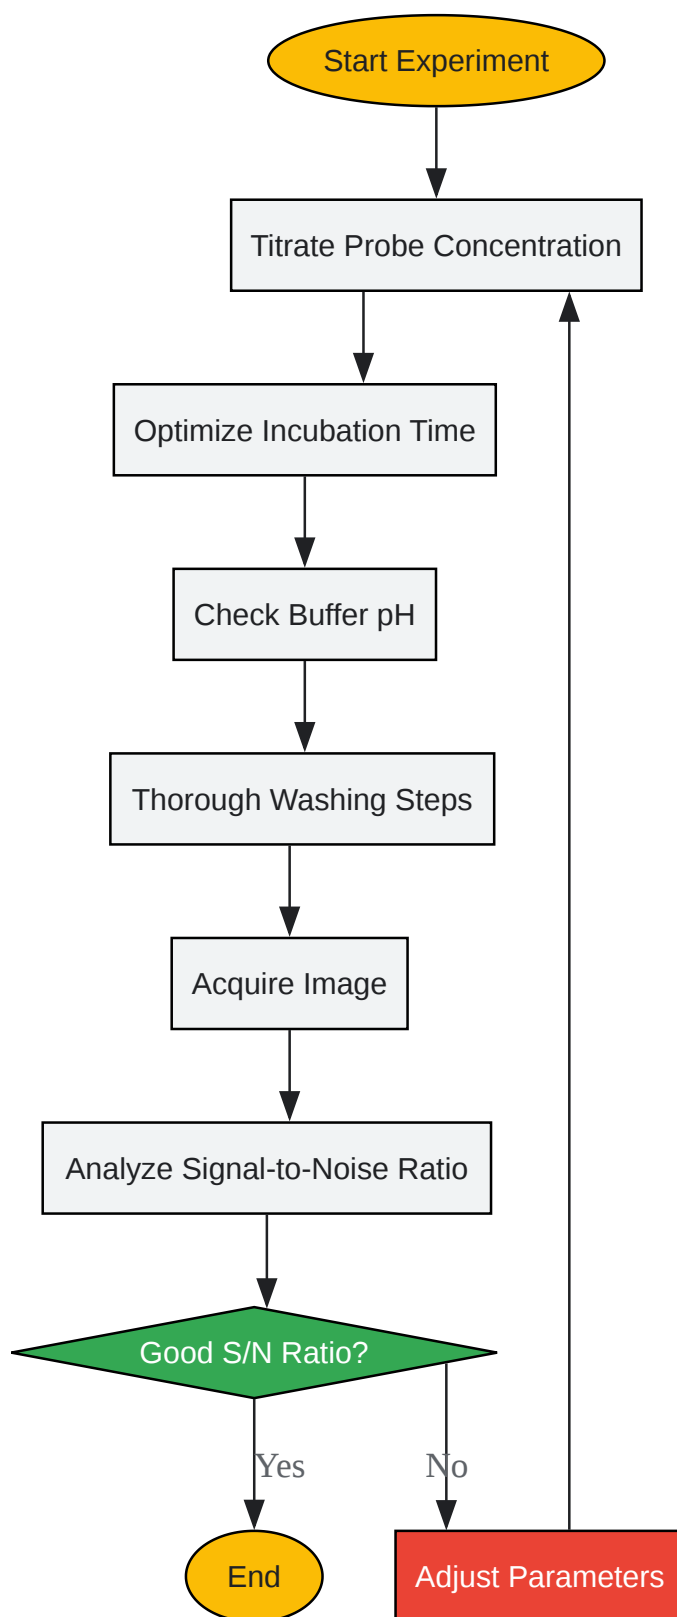 Start Experiment
Titrate Probe Concentration
Optimize Incubation Time
Check Buffer pH
Thorough Washing Steps
Acquire Image
Analyze Signal-to-Noise Ratio
Good S/N Ratio?
Yes
No
End
Adjust Parameters